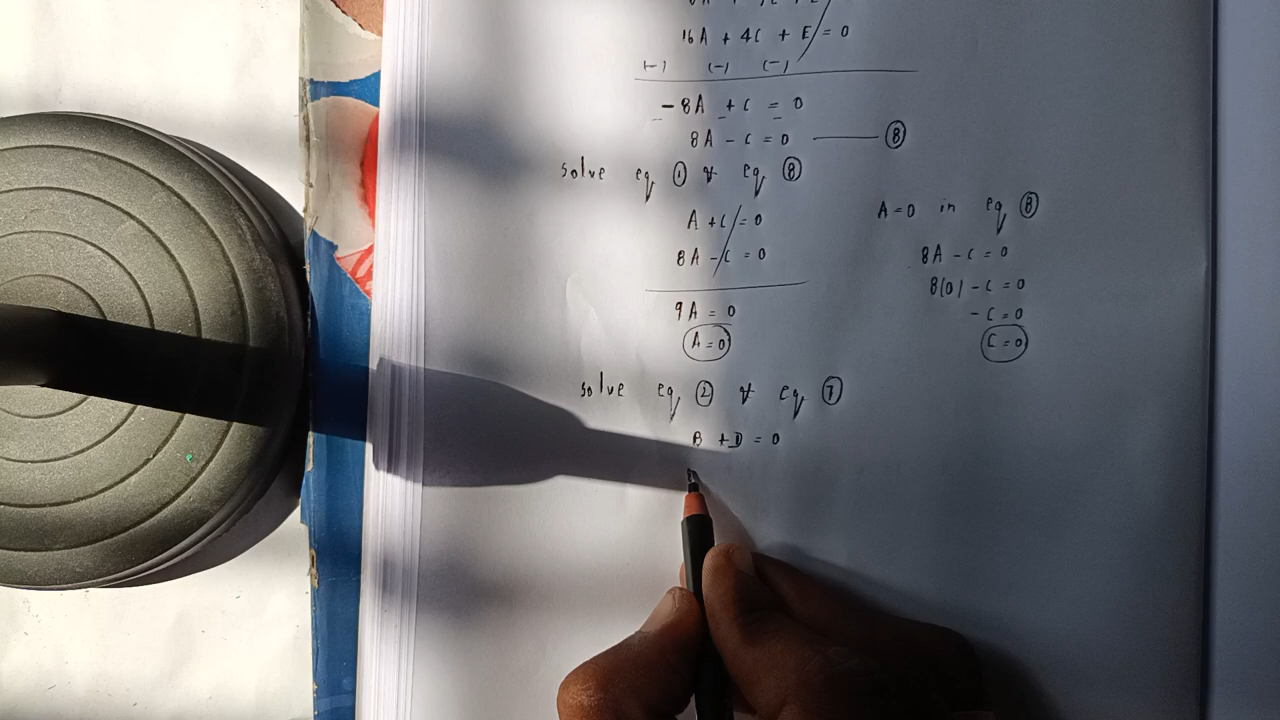 16A + 4C + E = 0
(-) (-) (-)
- 8A + C = 0
8A - C = 0 ⑧
solve eq ① & eq ⑧
A + C = 0
8A - C = 0
9A = 0
A = 0
A = 0 in eq ⑧
8A - C = 0
8(0) - C = 0
- C = 0
C = 0
solve eq ② & eq ⑦
B + D = 0